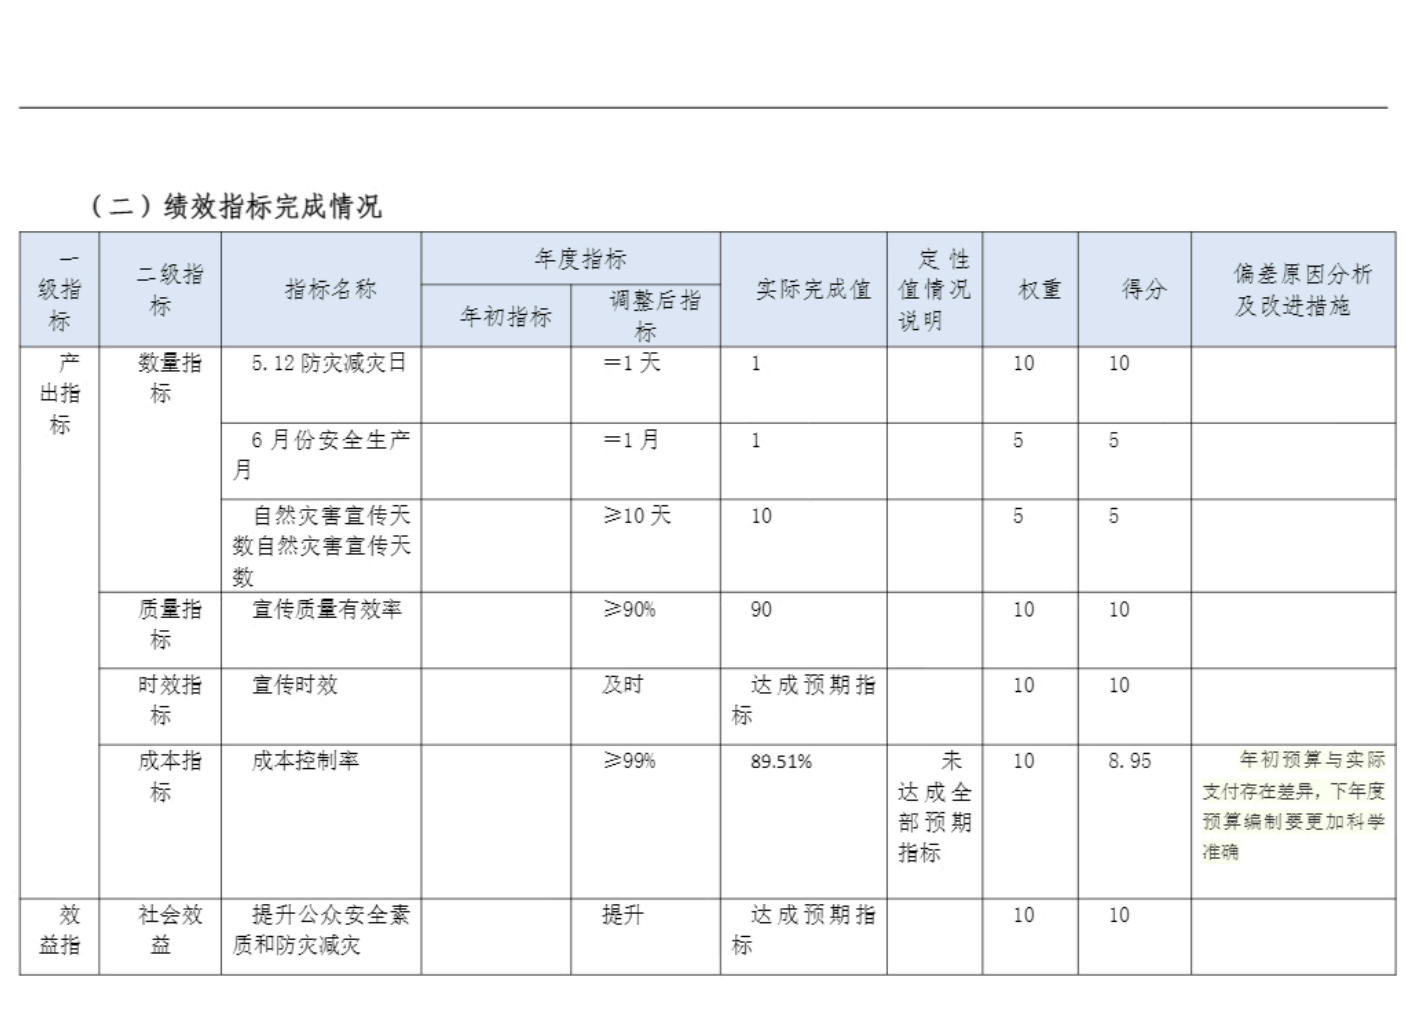 （二）绩效指标完成情况
一级指标
二级指标
指标名称
年度指标
年初指标
调整后指标
实际完成值
定性值情况说明
权重
得分
偏差原因分析及改进措施
产出指标
数量指标
5.12防灾减灾日
＝1天
1
10
10
6月份安全生产月
＝1月
1
5
5
自然灾害宣传天数自然灾害宣传天数
≥10天
10
5
5
质量指标
宣传质量有效率
≥90%
90
10
10
时效指标
宣传时效
及时
达成预期指标
10
10
成本指标
成本控制率
≥99%
89.51%
未达成全部预期指标
10
8.95
年初预算与实际支付存在差异，下年度预算编制要更加科学准确
效益指
社会效益
提升公众安全素质和防灾减灾
提升
达成预期指标
10
10